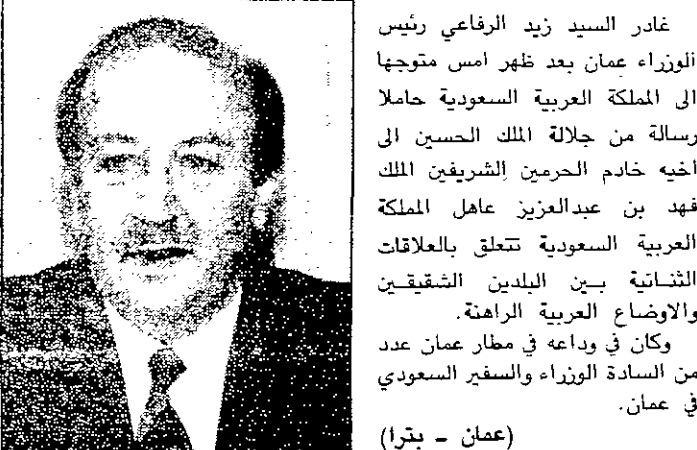 غادر السيد زيد الرفاعي رئيس
الوزراء عمان بعد ظهر امس متوجها
الى المملكة العربية السعودية حاملا
رسالة من جلالة الملك الحسين الى
اخيه خادم الحرمين الشريفين الملك
فهد بن عبدالعزيز عاهل المملكة
العربية السعودية تتعلق بالعلاقات
الثنائية بين البلدين الشقيقين
والاوضاع العربية الراهنة.
وكان في وداعه في مطار عمان عدد
من السادة الوزراء والسفير السعودي
في عمان.
(عمان - بترا)